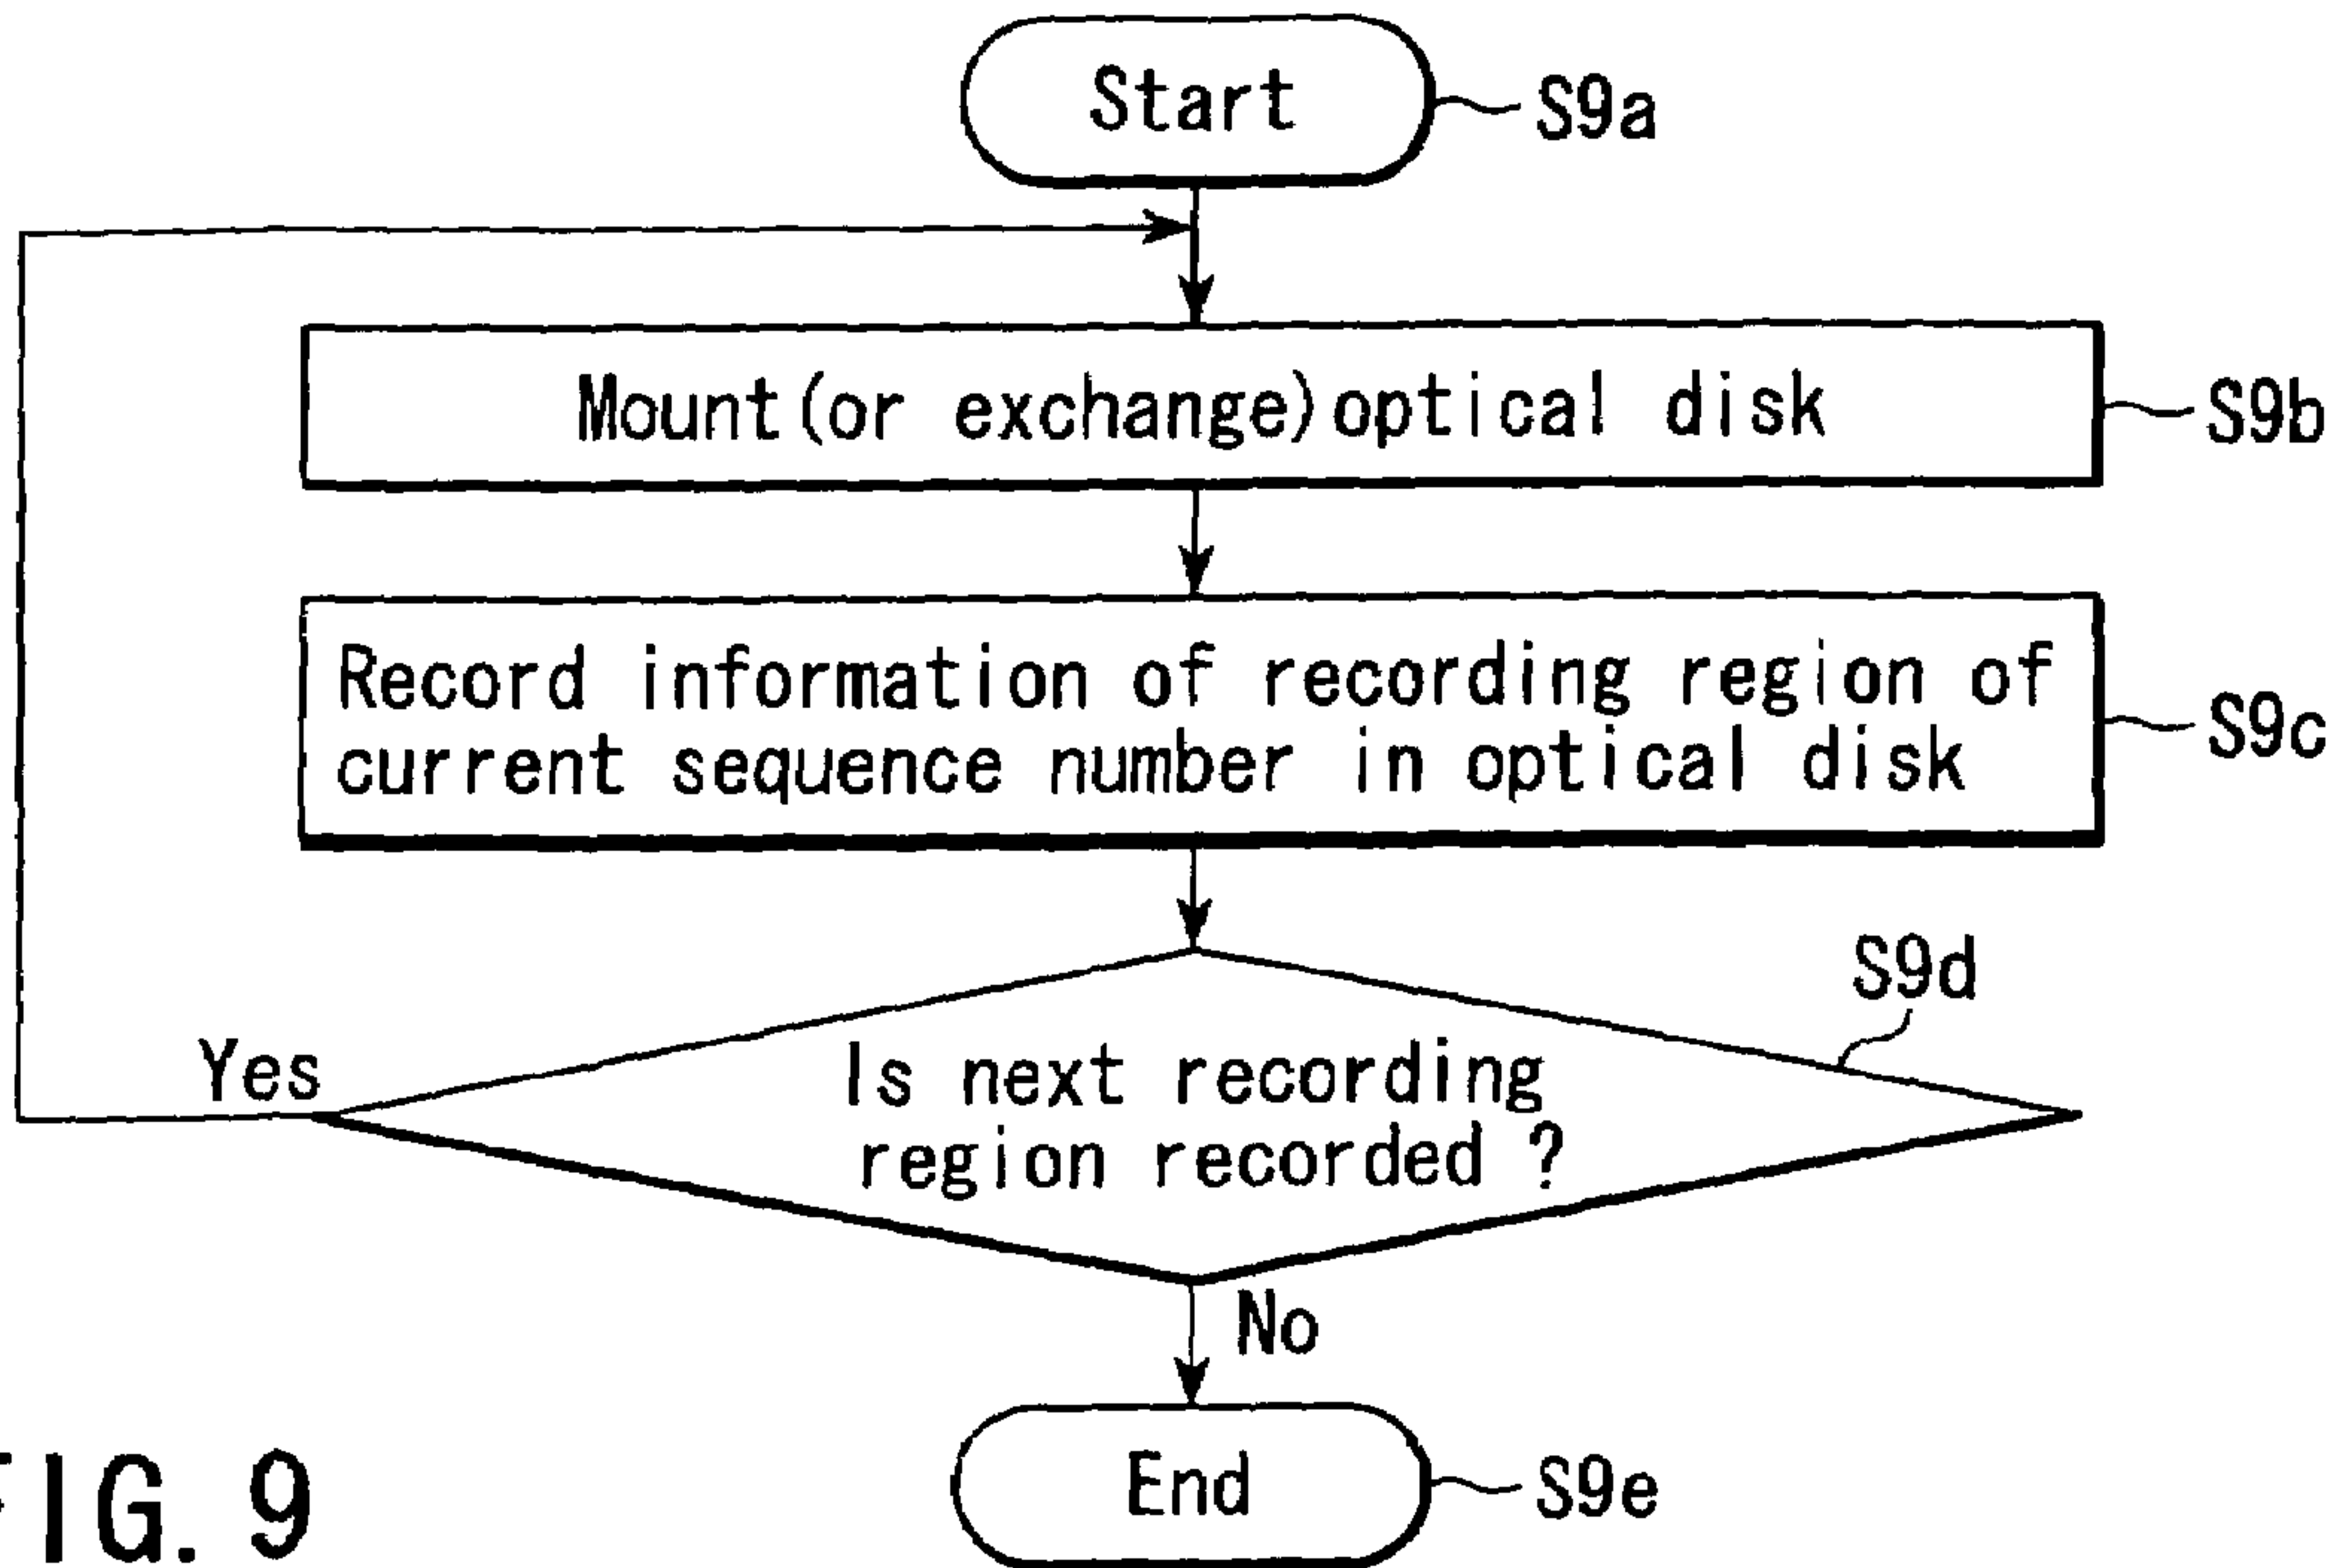 Start
S9a
Mount(or exchange)optical disk
S9b
Record information of recording region of
current sequence number in optical disk
S9c
S9d
Yes
Is next recording
region recorded ?
No
End
S9e
FIG. 9